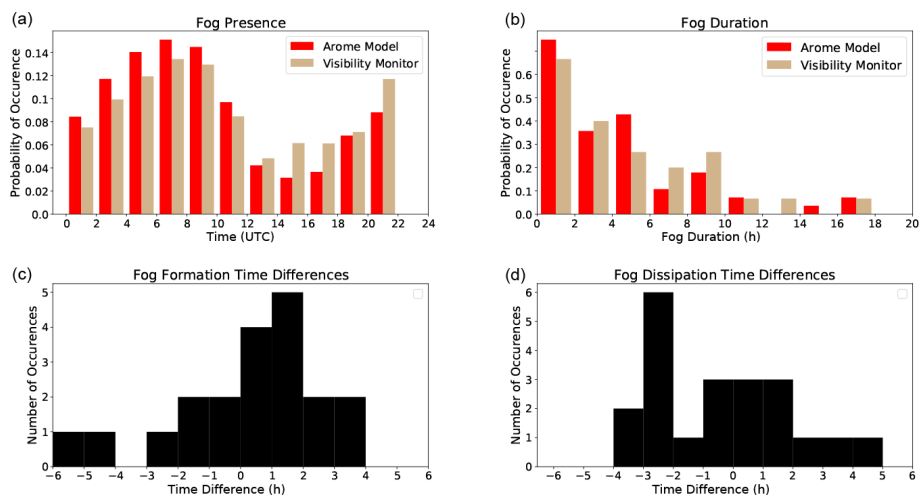 (a)
Fog Presence
Probability of Occurence
0.14
0.12
0.1
0.08
0.06
0.04
0.02
0.0
Arome Model
Visibility Monitor
0 2 4 6 8 10 12 14 16 18 20 22 24
Time (UTC)
(b)
Fog Duration
Probability of Occurence
0.6
0.5
0.4
0.3
0.2
0.1
0.0
Arome Model
Visibility Monitor
0 2 4 6 8 10 12 14 16 18 20
Fog Duration (h)
(c)
Fog Formation Time Differences
Number of Occurences
5
4
3
2
1
0
−6 −5 −4 −3 −2 −1 0 1 2 3 4 5 6
Time Difference (h)
(d)
Fog Dissipation Time Differences
Number of Occurences
6
5
4
3
2
1
0
−6 −5 −4 −3 −2 −1 0 1 2 3 4 5 6
Time Difference (h)